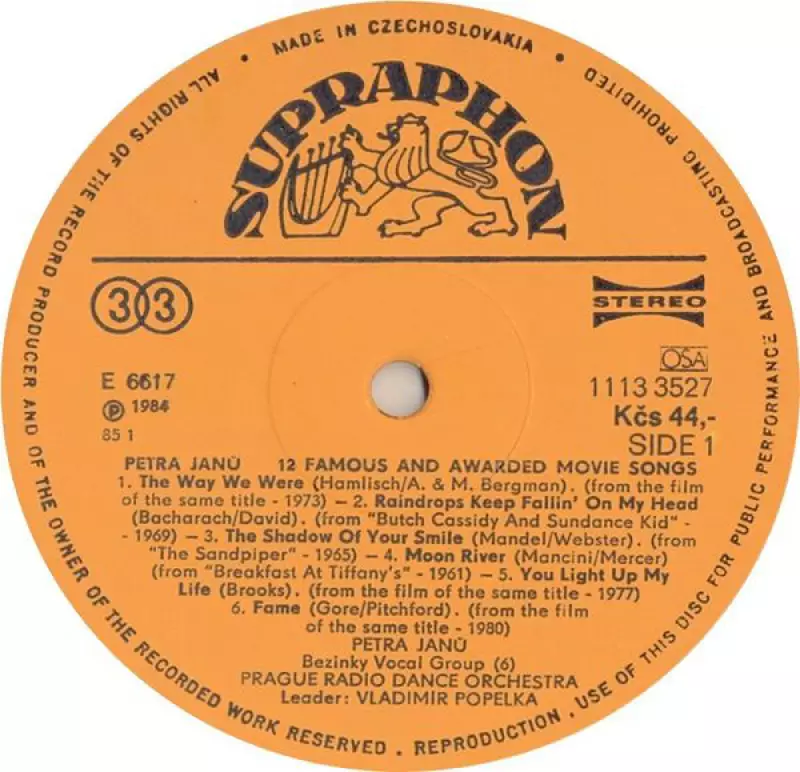 ALL RIGHTS OF THE RECORD PRODUCER AND OF THE OWNER OF THE RECORDED WORK RESERVED . REPRODUCTION . USE OF THIS DISC FOR PUBLIC PERFORMANCE AND BROADCASTING PROHIBITED
• MADE IN CZECHOSLOVAKIA •
SUPRAPHON
33
STEREO
E 6617
℗ 1984
85 1
OSA
1113 3527
Kčs 44,-
SIDE 1
PETRA JANŮ 12 FAMOUS AND AWARDED MOVIE SONGS
1. The Way We Were (Hamlisch/A. & M. Bergman). (from the film
of the same title - 1973) – 2. Raindrops Keep Fallin' On My Head
(Bacharach/David). (from "Butch Cassidy And Sundance Kid" -
- 1969) – 3. The Shadow Of Your Smile (Mandel/Webster). (from
"The Sandpiper" - 1965) – 4. Moon River (Mancini/Mercer)
(from "Breakfast At Tiffany's" - 1961) – 5. You Light Up My
Life (Brooks). (from the film of the same title - 1977)
6. Fame (Gore/Pitchford). (from the film
of the same title - 1980)
PETRA JANŮ
Bezinky Vocal Group (6)
PRAGUE RADIO DANCE ORCHESTRA
Leader: VLADIMIR POPELKA